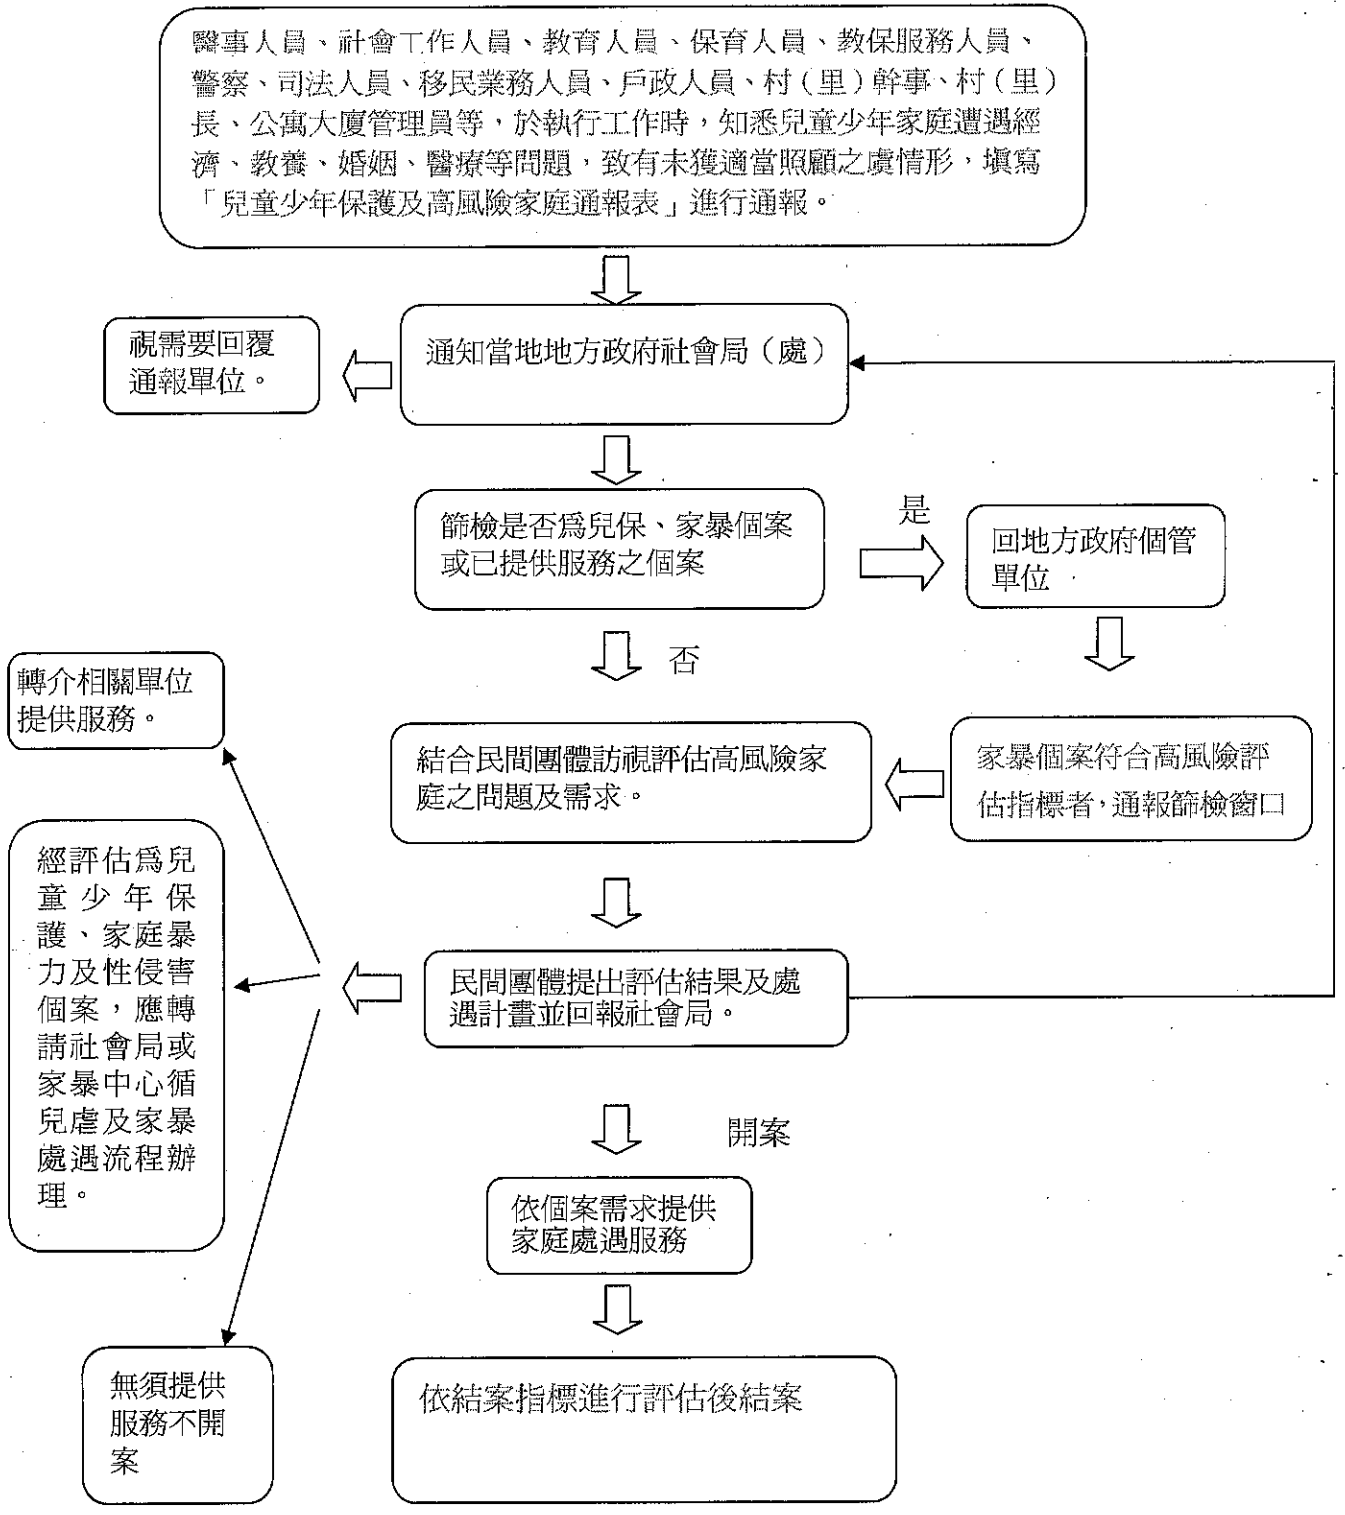 醫事人員、社會工作人員、教育人員、保育人員、教保服務人員、
警察、司法人員、移民業務人員、戶政人員、村（里）幹事、村（里）
長、公寓大廈管理員等，於執行工作時，知悉兒童少年家庭遭遇經
濟、教養、婚姻、醫療等問題，致有未獲適當照顧之虞情形，填寫
「兒童少年保護及高風險家庭通報表」進行通報。
視需要回覆
通報單位。
通知當地地方政府社會局（處）
篩檢是否爲兒保、家暴個案
或已提供服務之個案
是
回地方政府個管
單位
否
轉介相關單位
提供服務。
結合民間團體訪視評估高風險家
庭之問題及需求。
家暴個案符合高風險評
估指標者，通報篩檢窗口
經評估爲兒
童少年保
護、家庭暴
力及性侵害
個案，應轉
請社會局或
家暴中心循
兒虐及家暴
處遇流程辦
理。
民間團體提出評估結果及處
遇計畫並回報社會局。
開案
依個案需求提供
家庭處遇服務
無須提供
服務不開
案
依結案指標進行評估後結案